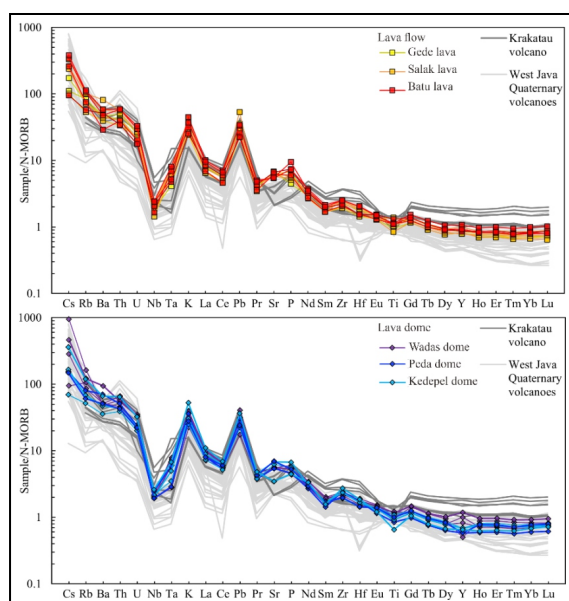 1000
Lava flow
Gede lava
Salak lava
Batu lava
Krakatau
volcano
West Java
Quaternary
volcanoes
100
10
1
0.1
Sample/N-MORB
Cs Rb Ba Th U Nb Ta K La Ce Pb Pr Sr P Nd Sm Zr Hf Eu Ti Gd Tb Dy Y Ho Er Tm Yb Lu
1000
Lava dome
Wadas dome
Peda dome
Kedepel dome
Krakatau
volcano
West Java
Quaternary
volcanoes
100
10
1
0.1
Sample/N-MORB
Cs Rb Ba Th U Nb Ta K La Ce Pb Pr Sr P Nd Sm Zr Hf Eu Ti Gd Tb Dy Y Ho Er Tm Yb Lu